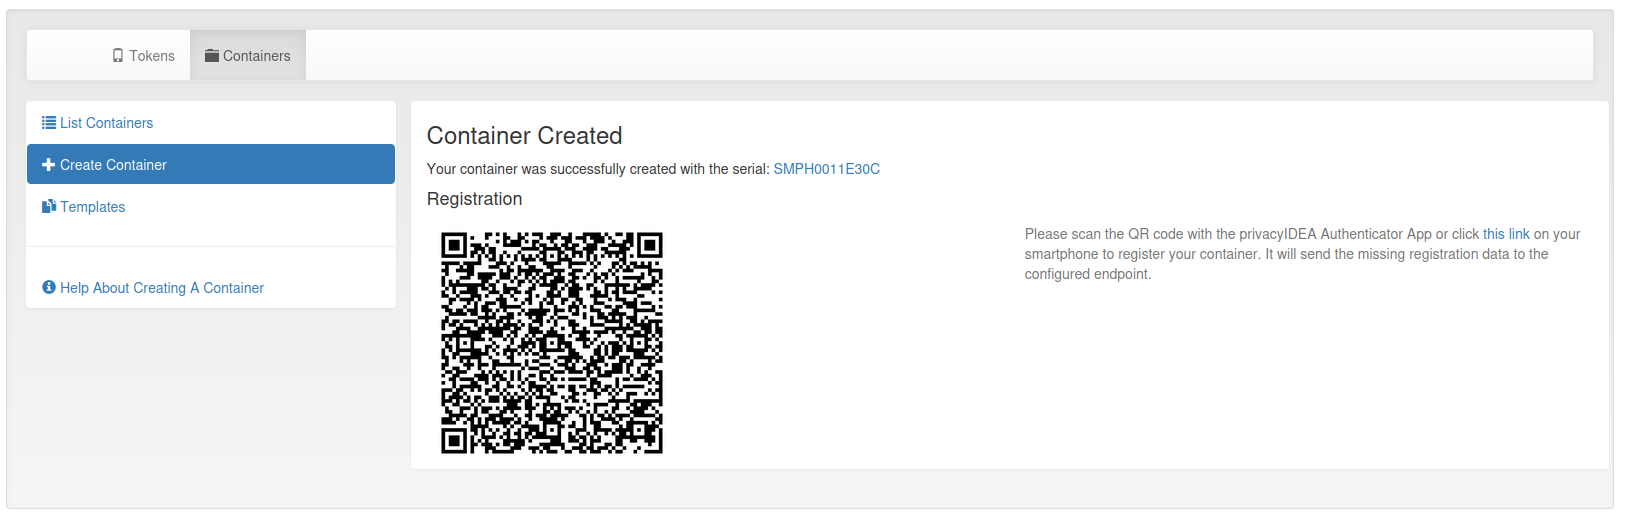 Tokens
Containers
List Containers
Create Container
Templates
Help About Creating A Container
Container Created
Your container was successfully created with the serial: SMPH0011E30C
Registration
Please scan the QR code with the privacyIDEA Authenticator App or click this link on your
smartphone to register your container. It will send the missing registration data to the
configured endpoint.